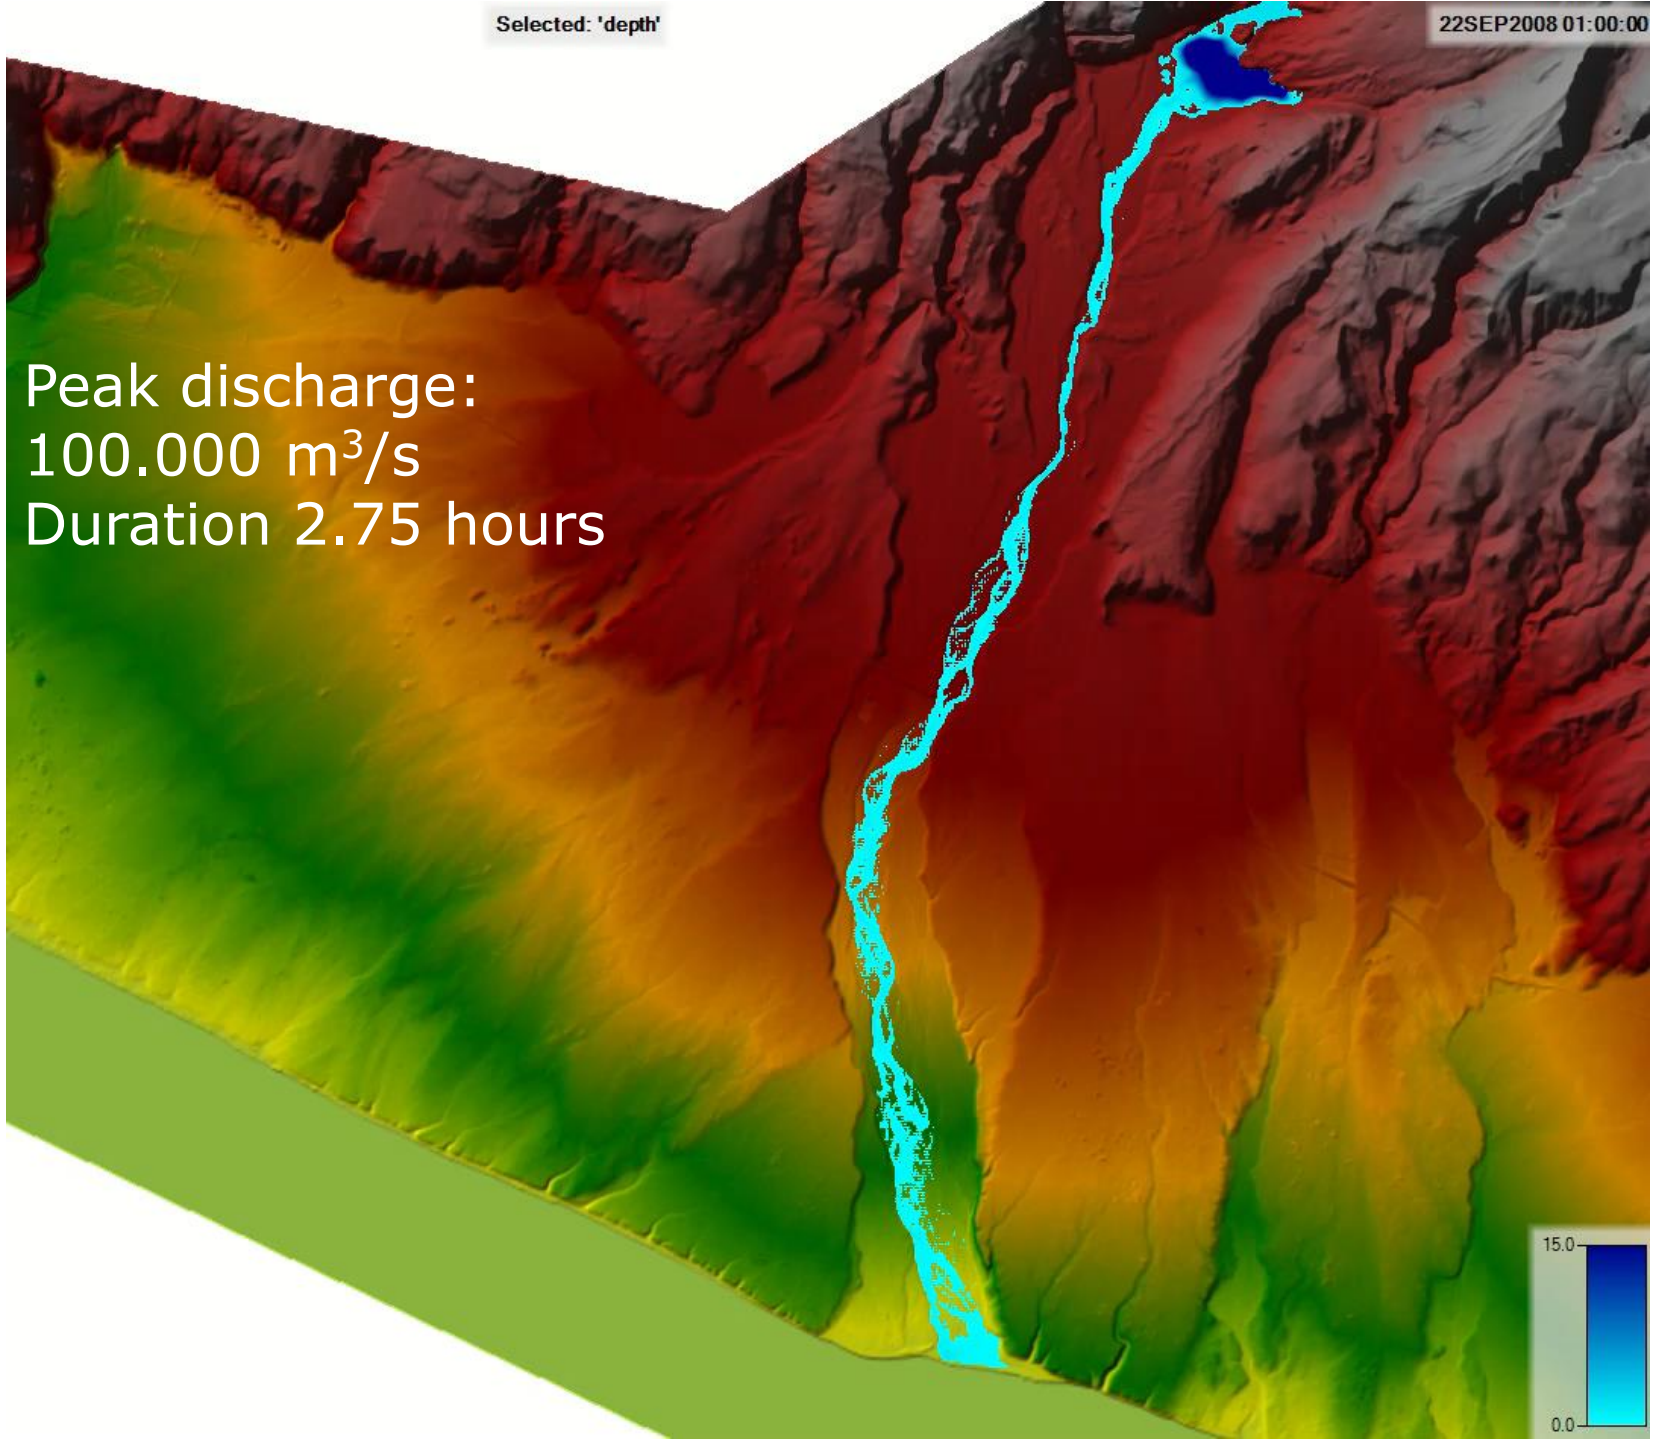 Selected: 'depth'
22SEP2008 01:00:00
Peak discharge:
100.000 m³/s
Duration 2.75 hours
15.0
0.0